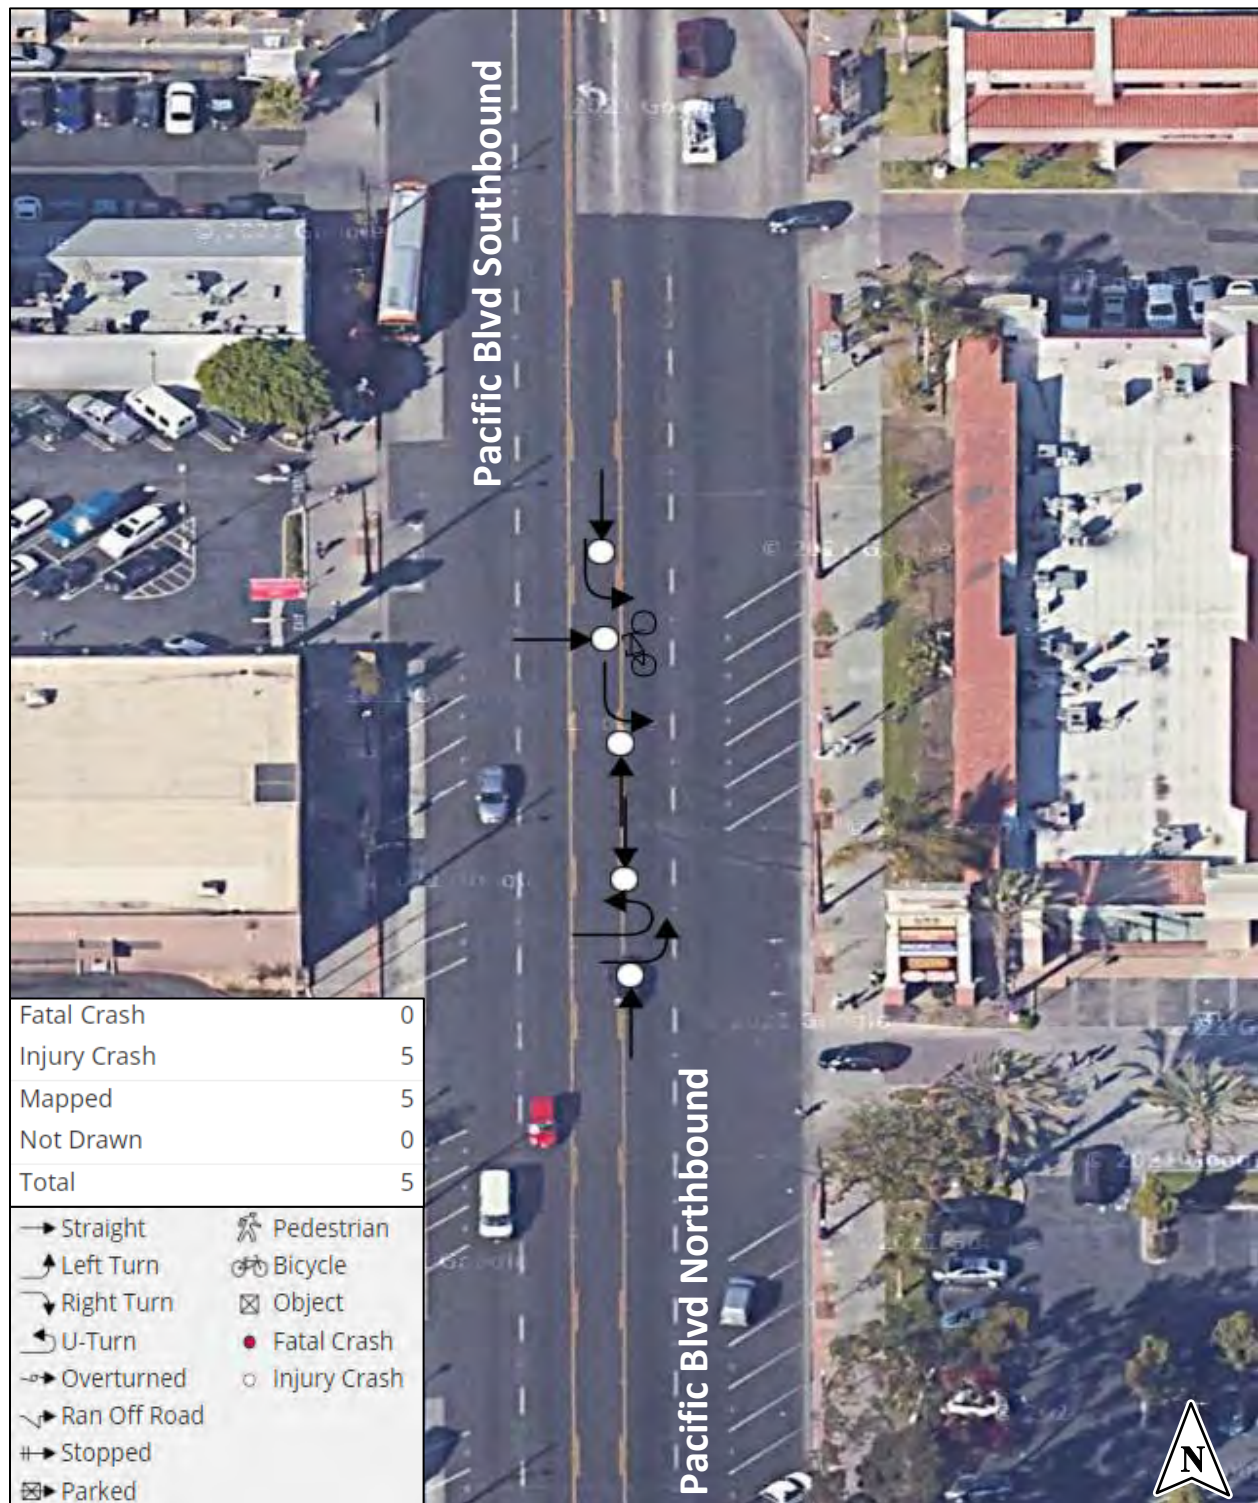 Pacific Blvd Southbound
Pacific Blvd Northbound
Fatal Crash 0
Injury Crash 5
Mapped 5
Not Drawn 0
Total 5
Straight
Pedestrian
Left Turn
Bicycle
Right Turn
Object
U-Turn
Fatal Crash
Overturned
Injury Crash
Ran Off Road
Stopped
Parked
N